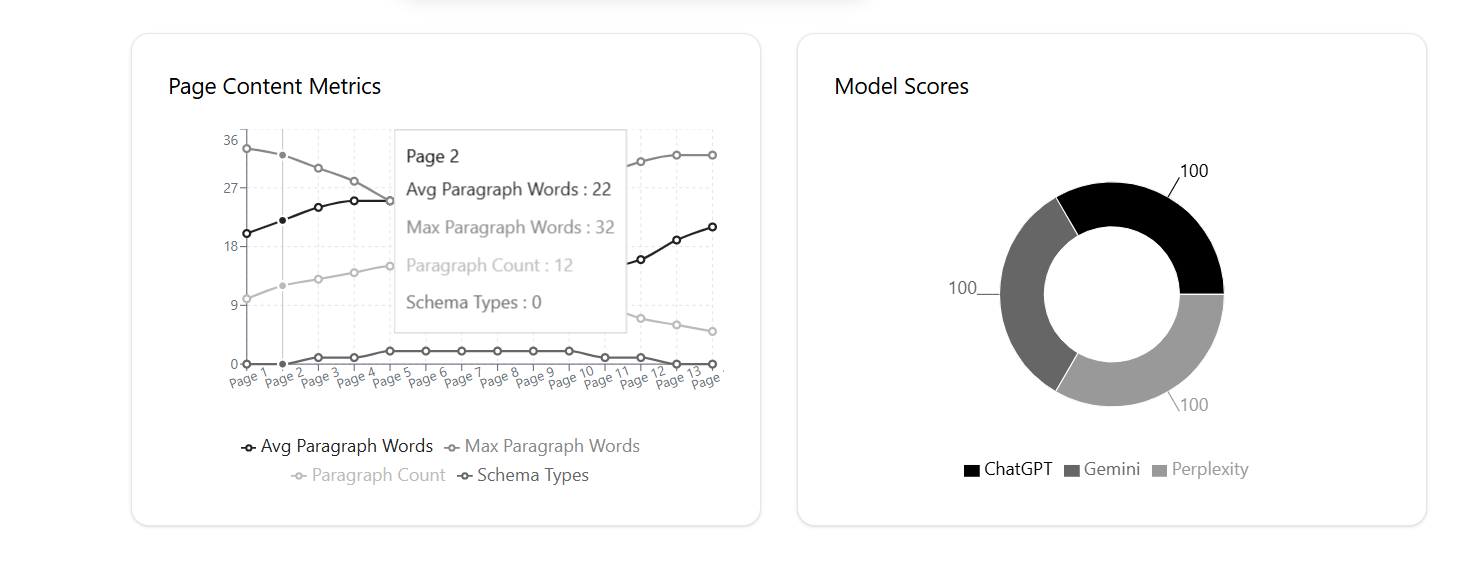 Page Content Metrics
36
27
18
9
0
Page 2
Avg Paragraph Words : 22
Max Paragraph Words : 32
Paragraph Count : 12
Schema Types : 0
Page 1 Page 2 Page 3 Page 4 Page 5 Page 6 Page 7 Page 8 Page 9 Page 10 Page 11 Page 12 Page 13 Page
Avg Paragraph Words Max Paragraph Words
Paragraph Count Schema Types
Model Scores
100
100
100
ChatGPT Gemini Perplexity